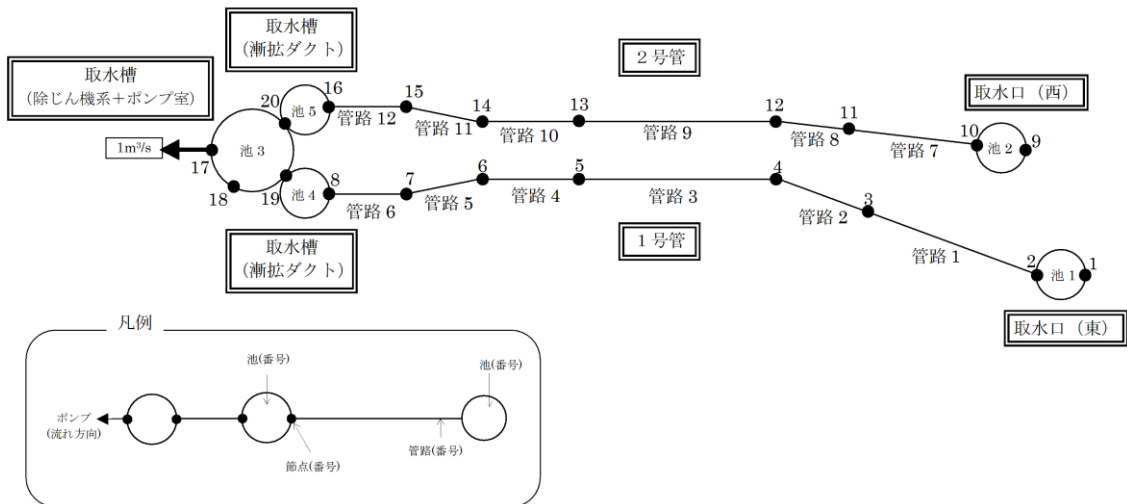 取水槽
（漸拡ダクト）
２号管
取水槽
（除じん機系＋ポンプ室）
取水口（西）
16
15
14
13
12
11
10
9
20
池 5
管路 12
管路 11
管路 10
管路 9
管路 8
管路 7
池 2
1m³/s
17
池 3
18
19
池 4
8
7
6
5
4
3
2
1
管路 6
管路 5
管路 4
管路 3
管路 2
管路 1
池 1
取水槽
（漸拡ダクト）
１号管
取水口（東）
凡例
池(番号)
池(番号)
ポンプ
(流れ方向)
節点(番号)
管路(番号)